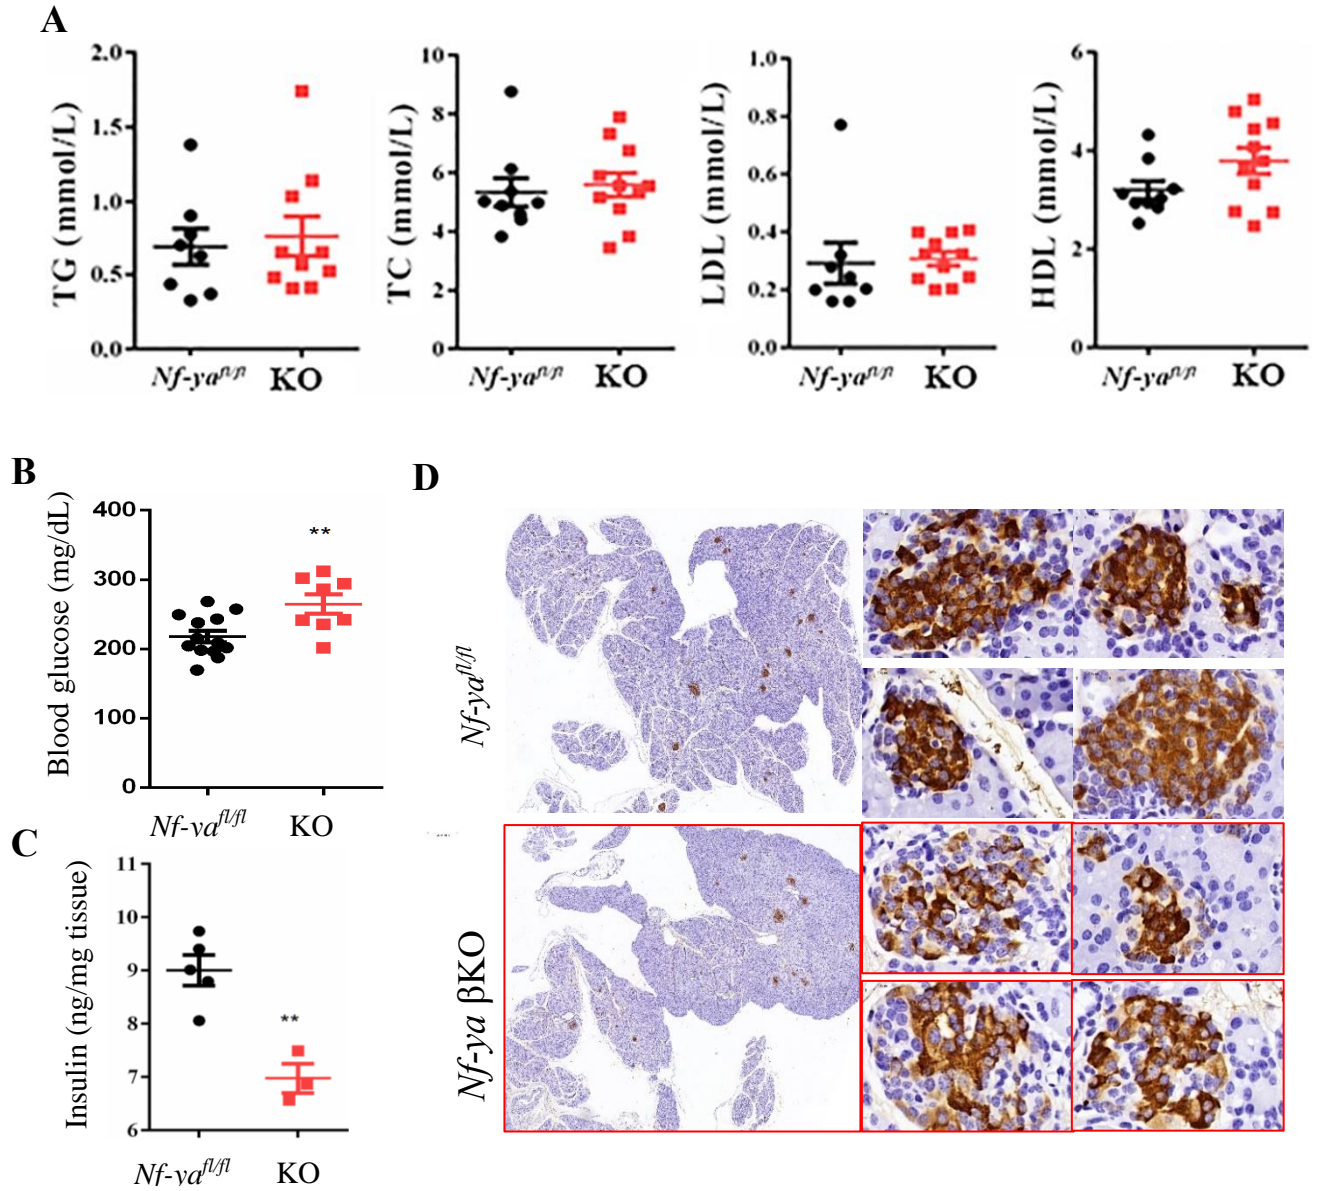 A
TG (mmol/L)
2.0
1.5
1.0
0.5
0.0
Nf-ya^fl/fl KO
TC (mmol/L)
10
8
6
4
2
0
Nf-ya^fl/fl KO
LDL (mmol/L)
1.0
0.8
0.6
0.4
0.2
0.0
Nf-ya^fl/fl KO
HDL (mmol/L)
6
4
2
0
Nf-ya^fl/fl KO
B
Blood glucose (mg/dL)
400
300
200
100
0
**
Nf-ya^fl/fl KO
C
Insulin (ng/mg tissue)
11
10
9
8
7
6
**
Nf-ya^fl/fl KO
D
Nf-ya^fl/fl
Nf-ya βKO